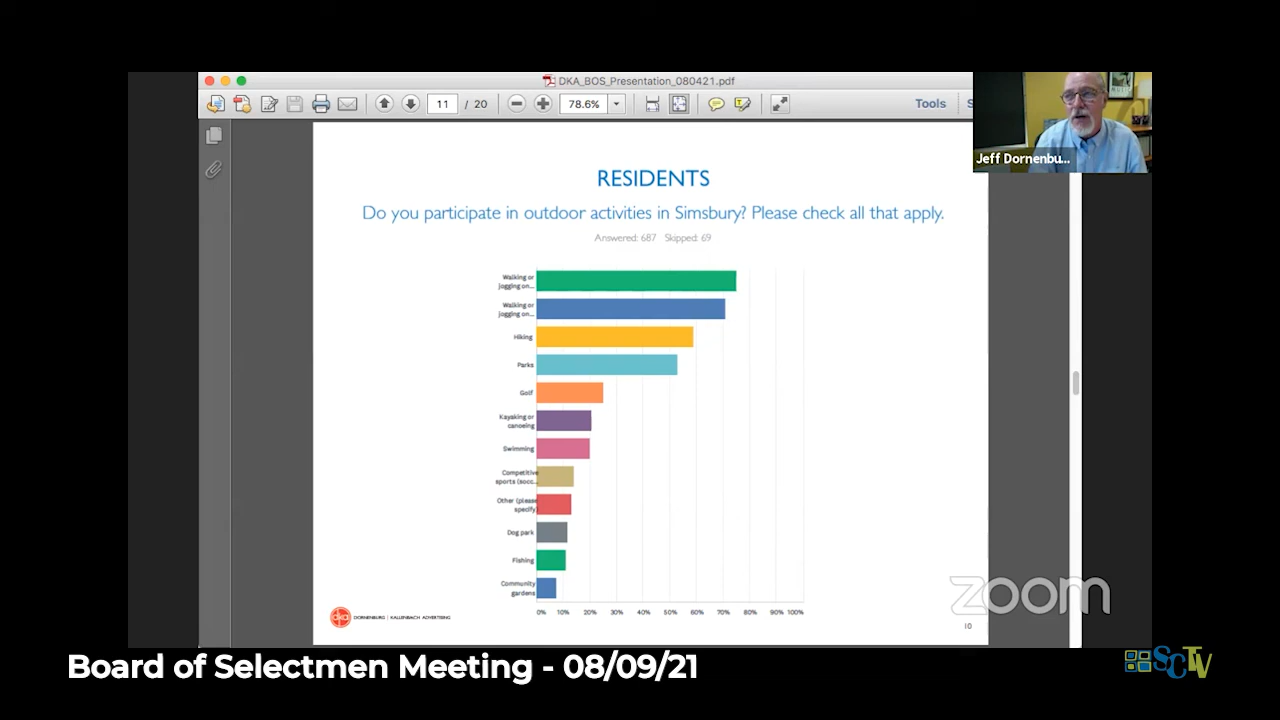 DKA_BOS_Presentation_080421.pdf
11 / 20
78.6%
Tools
Jeff Dornenbu...
RESIDENTS
Do you participate in outdoor activities in Simsbury? Please check all that apply.
Answered: 687 Skipped: 69
Walking or
jogging on...
Walking or
jogging on...
Hiking
Parks
Golf
Kayaking or
canoeing
Swimming
Competitive
sports (socc...
Other (please
specify)
Dog park
Fishing
Community
gardens
0% 10% 20% 30% 40% 50% 60% 70% 80% 90% 100%
DORNENBURG | KALLENBACH ADVERTISING
10
zoom
Board of Selectmen Meeting - 08/09/21
SCTV